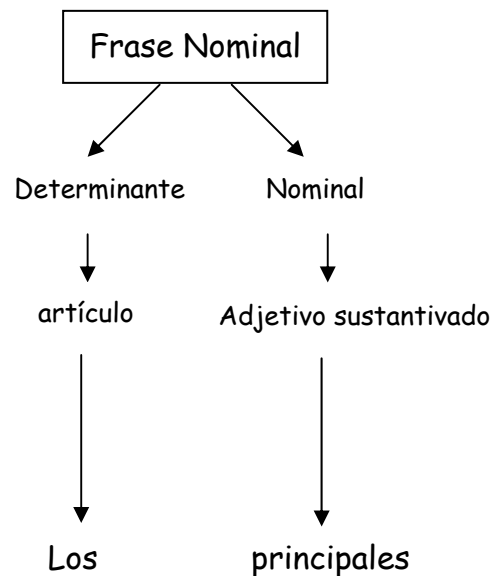 Frase Nominal
Determinante Nominal
artículo Adjetivo sustantivado
Los principales